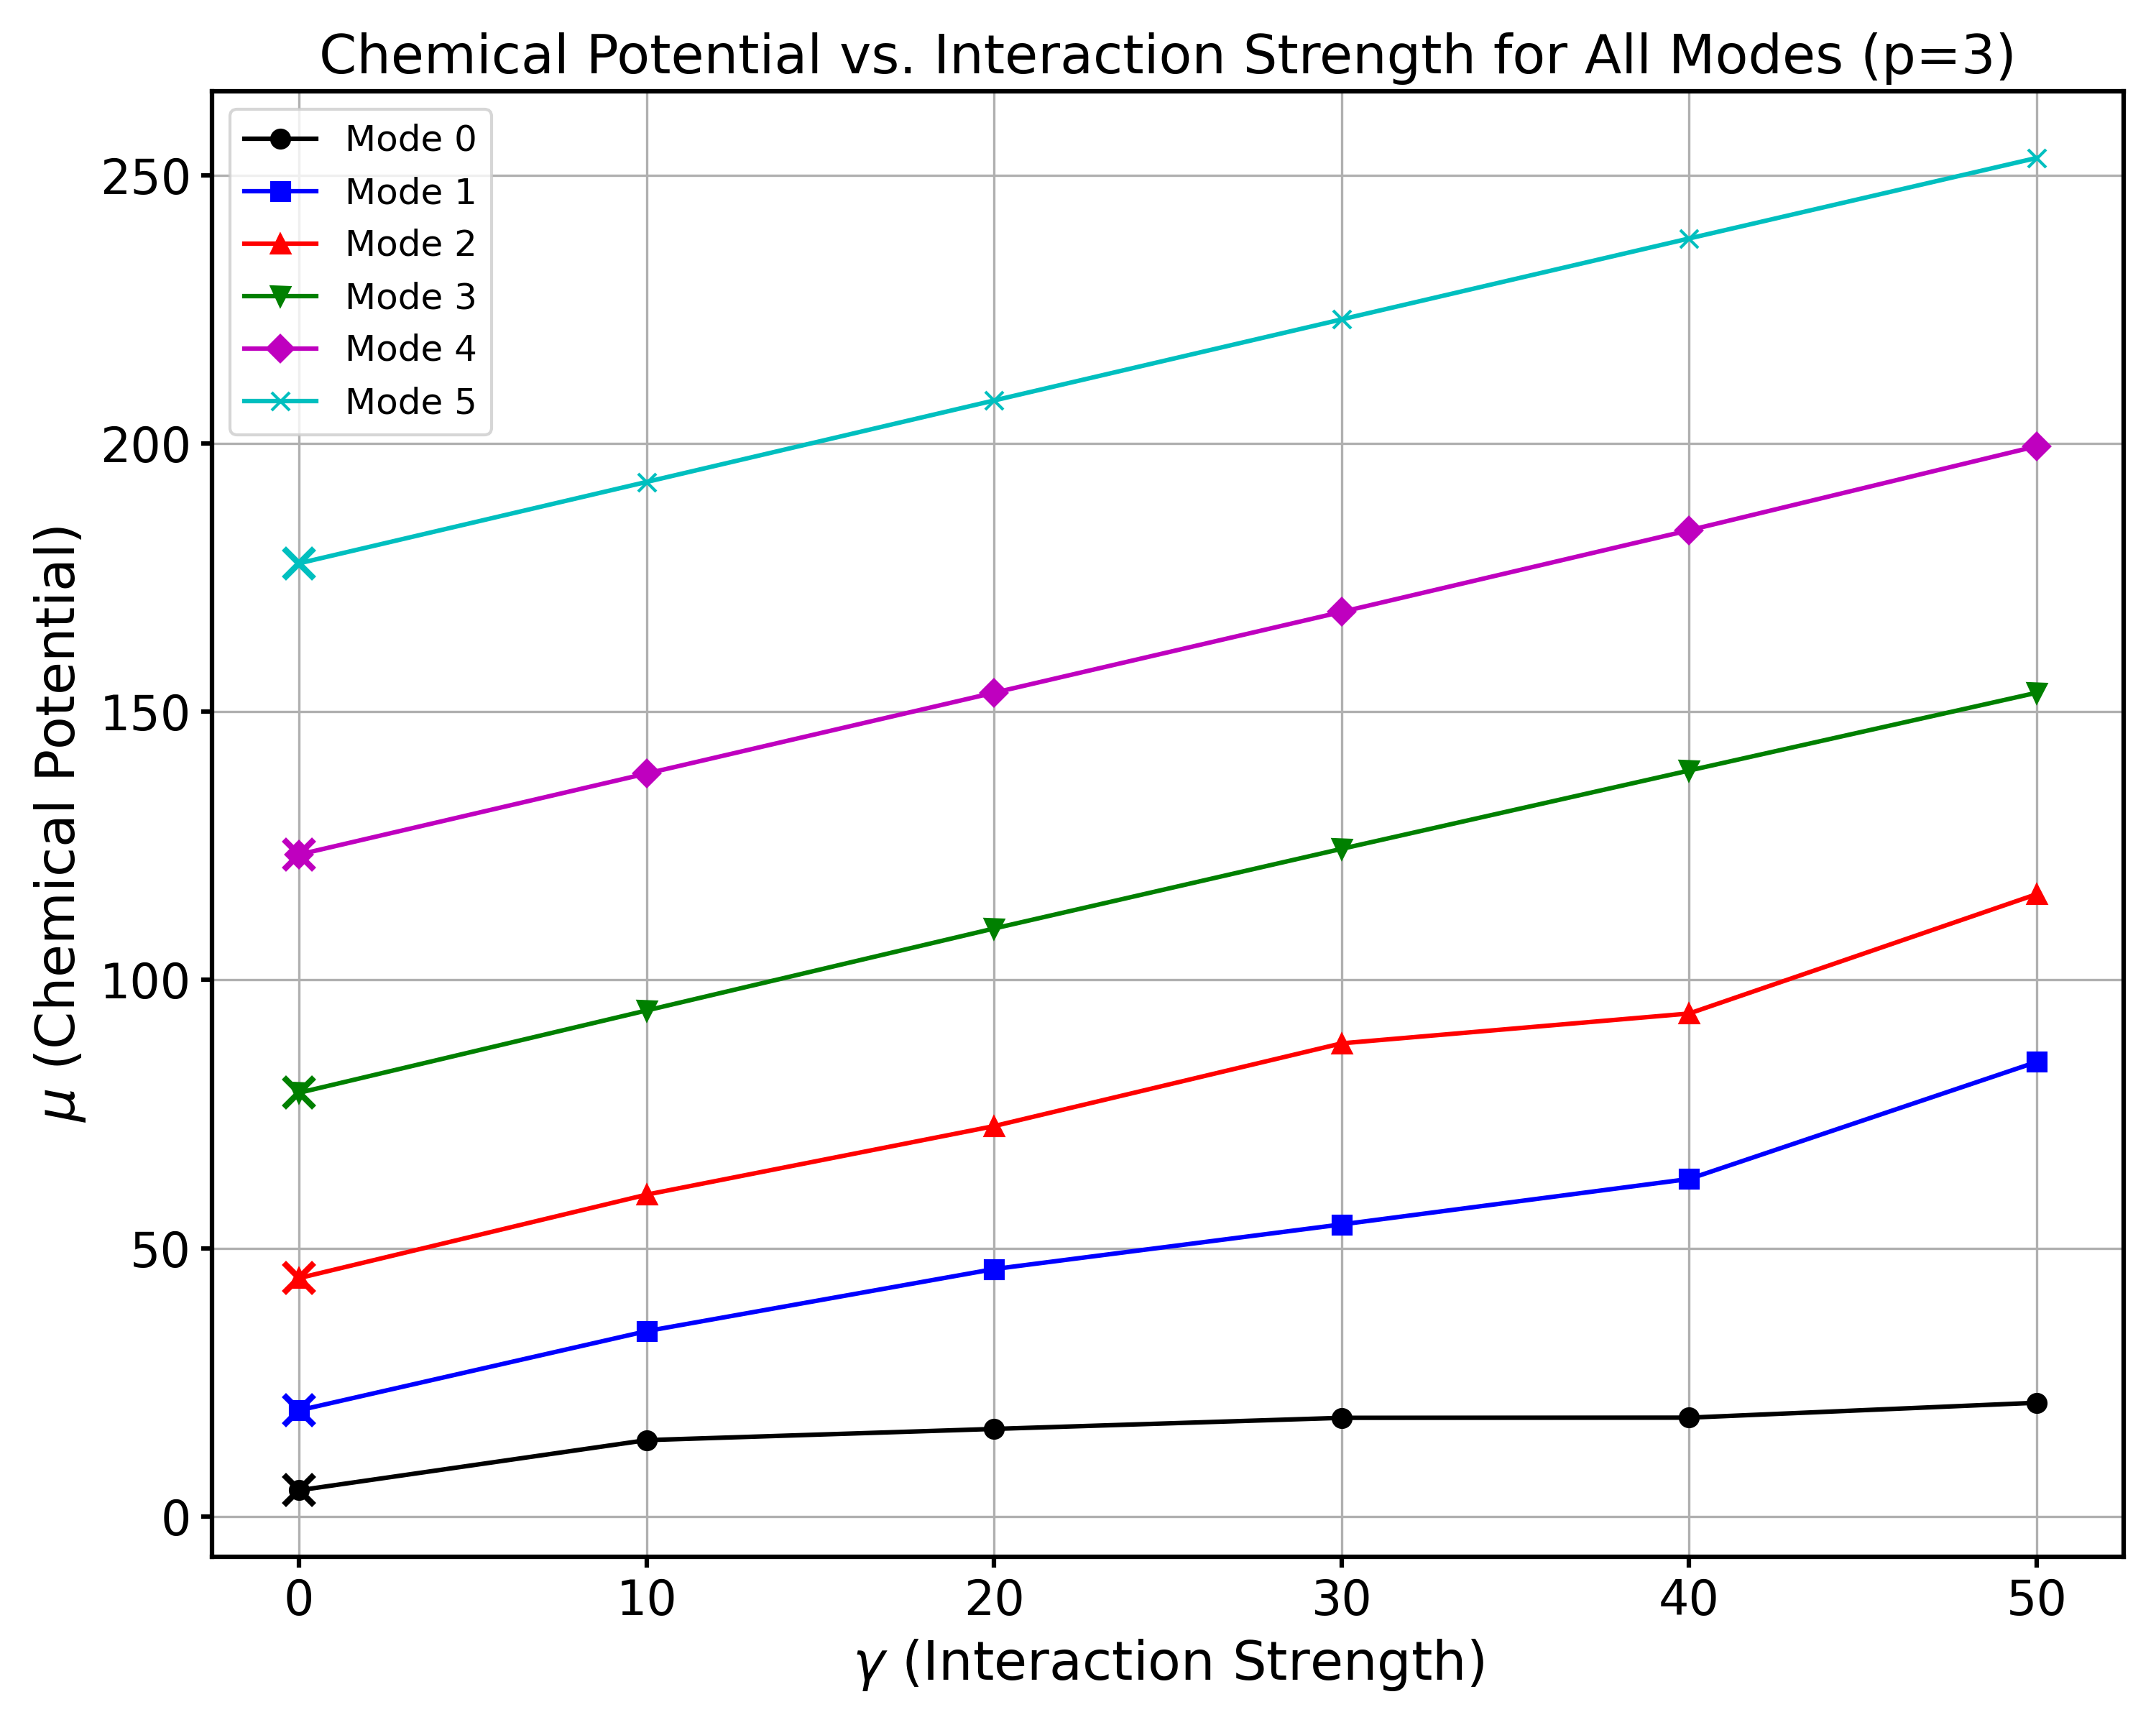 Chemical Potential vs. Interaction Strength for All Modes (p=3)
Mode 0
Mode 1
Mode 2
Mode 3
Mode 4
Mode 5
250
200
150
100
50
0
μ (Chemical Potential)
0 10 20 30 40 50
γ (Interaction Strength)